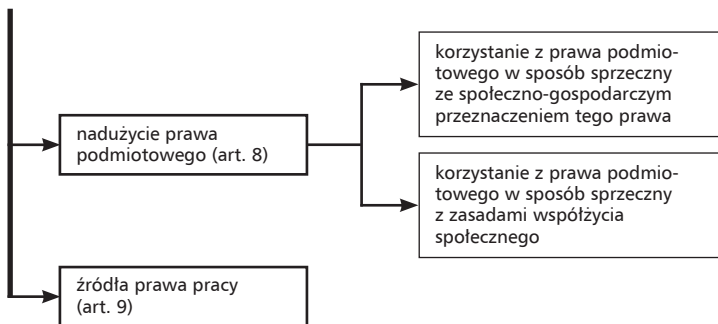 korzystanie z prawa podmio-
towego w sposób sprzeczny
ze społeczno-gospodarczym
przeznaczeniem tego prawa
nadużycie prawa
podmiotowego (art. 8)
korzystanie z prawa podmio-
towego w sposób sprzeczny
z zasadami współżycia
społecznego
źródła prawa pracy
(art. 9)